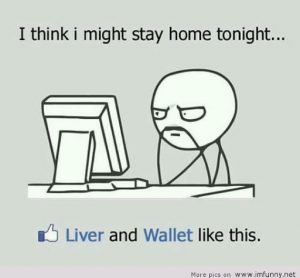 I think i might stay home tonight...
Liver and Wallet like this.
More pics on www.imfunny.net